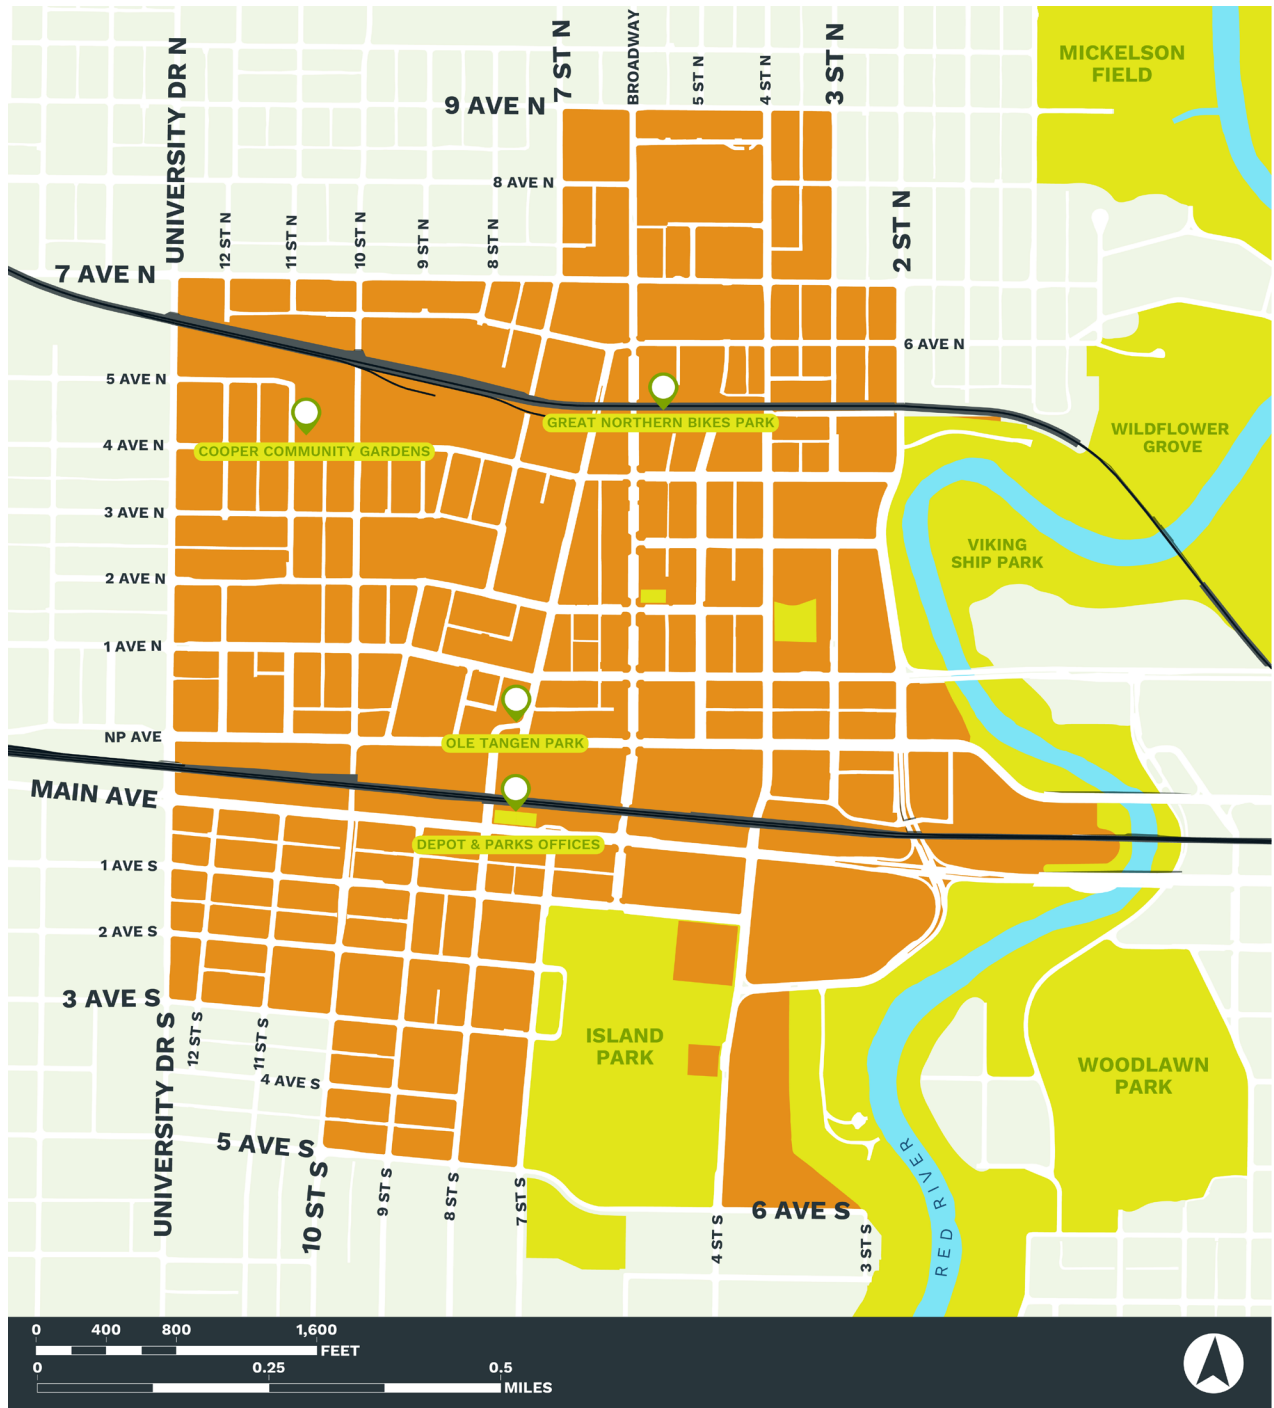 MICKELSON
FIELD
UNIVERSITY DR N
7 ST N
BROADWAY
5 ST N
4 ST N
3 ST N
9 AVE N
8 AVE N
2 ST N
12 ST N
11 ST N
10 ST N
9 ST N
8 ST N
7 AVE N
6 AVE N
5 AVE N
GREAT NORTHERN BIKES PARK
4 AVE N
COOPER COMMUNITY GARDENS
WILDFLOWER
GROVE
3 AVE N
VIKING
SHIP PARK
2 AVE N
1 AVE N
NP AVE
OLE TANGEN PARK
MAIN AVE
DEPOT & PARKS OFFICES
1 AVE S
2 AVE S
3 AVE S
12 ST S
11 ST S
UNIVERSITY DR S
ISLAND
PARK
WOODLAWN
PARK
4 AVE S
5 AVE S
10 ST S
9 ST S
8 ST S
7 ST S
6 AVE S
4 ST S
3 ST S
RED RIVER
0 400 800 1,600
FEET
0 0.25 0.5
MILES